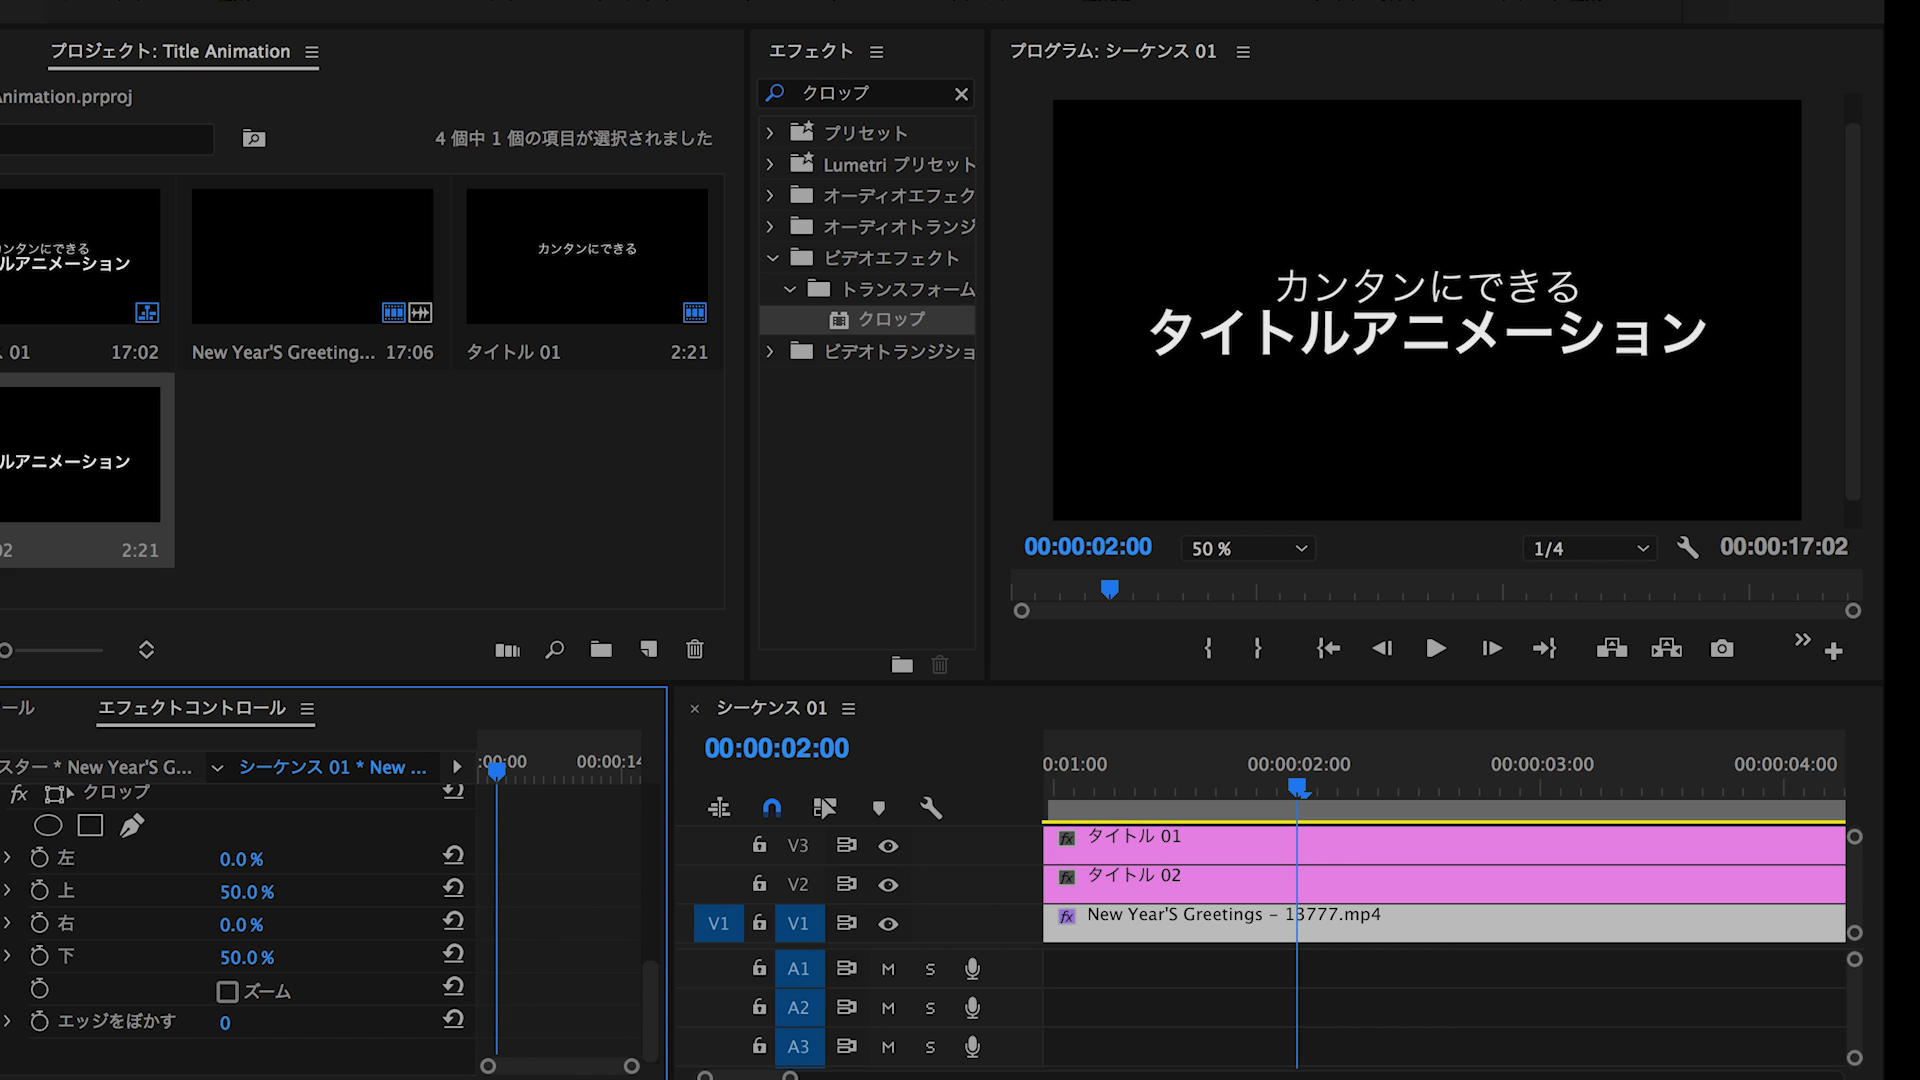 プロジェクト: Title Animation
Animation.prproj
4 個中 1 個の項目が選択されました
カンタンにできる
ルアニメーション
カンタンにできる
01
17:02
New Year'S Greeting...
17:06
タイトル 01
2:21
ルアニメーション
02
2:21
エフェクト
クロップ
プリセット
Lumetri プリセット
オーディオエフェク
オーディオトランジ
ビデオエフェクト
トランスフォーム
クロップ
ビデオトランジショ
プログラム: シーケンス 01
カンタンにできる
タイトルアニメーション
00:00:02:00
50 %
1/4
00:00:17:02
ール
エフェクトコントロール
スター * New Year'S G...
シーケンス 01 * New ...
:00:00
00:00:14
fx
クロップ
左
0.0 %
上
50.0 %
右
0.0 %
下
50.0 %
ズーム
エッジをぼかす
0
× シーケンス 01
00:00:02:00
0:01:00
00:00:02:00
00:00:03:00
00:00:04:00
V3
fx タイトル 01
V2
fx タイトル 02
V1
V1
fx New Year'S Greetings – 13777.mp4
A1
M
S
A2
M
S
A3
M
S